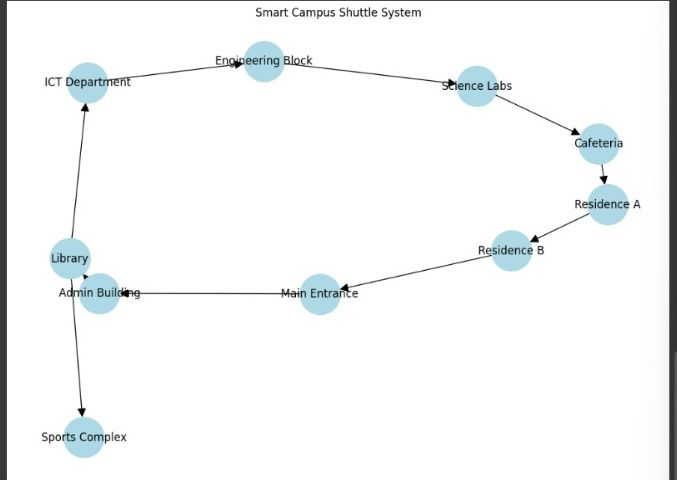 Smart Campus Shuttle System
Engineering Block
ICT Department
Science Labs
Cafeteria
Residence A
Residence B
Library
Admin Building
Main Entrance
Sports Complex